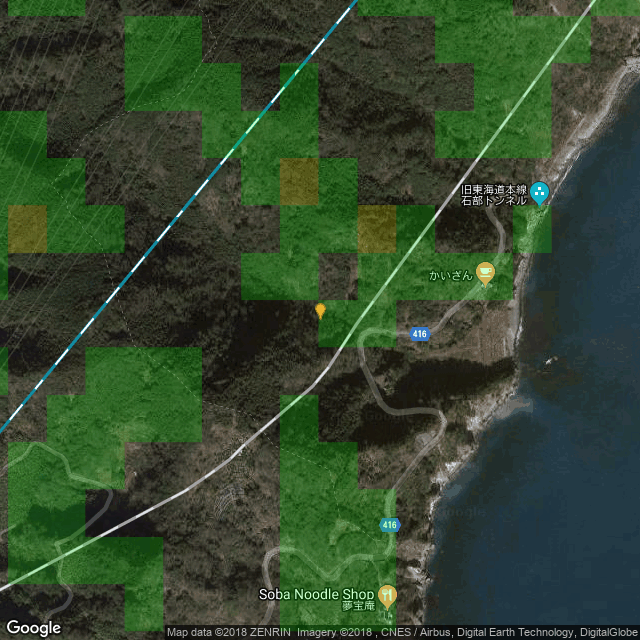 旧東海道本線
石部トンネル
かいざん
416
416
Soba Noodle Shop
夢宝庵
Google
Map data ©2018 ZENRIN Imagery ©2018 , CNES / Airbus, Digital Earth Technology, DigitalGlobe